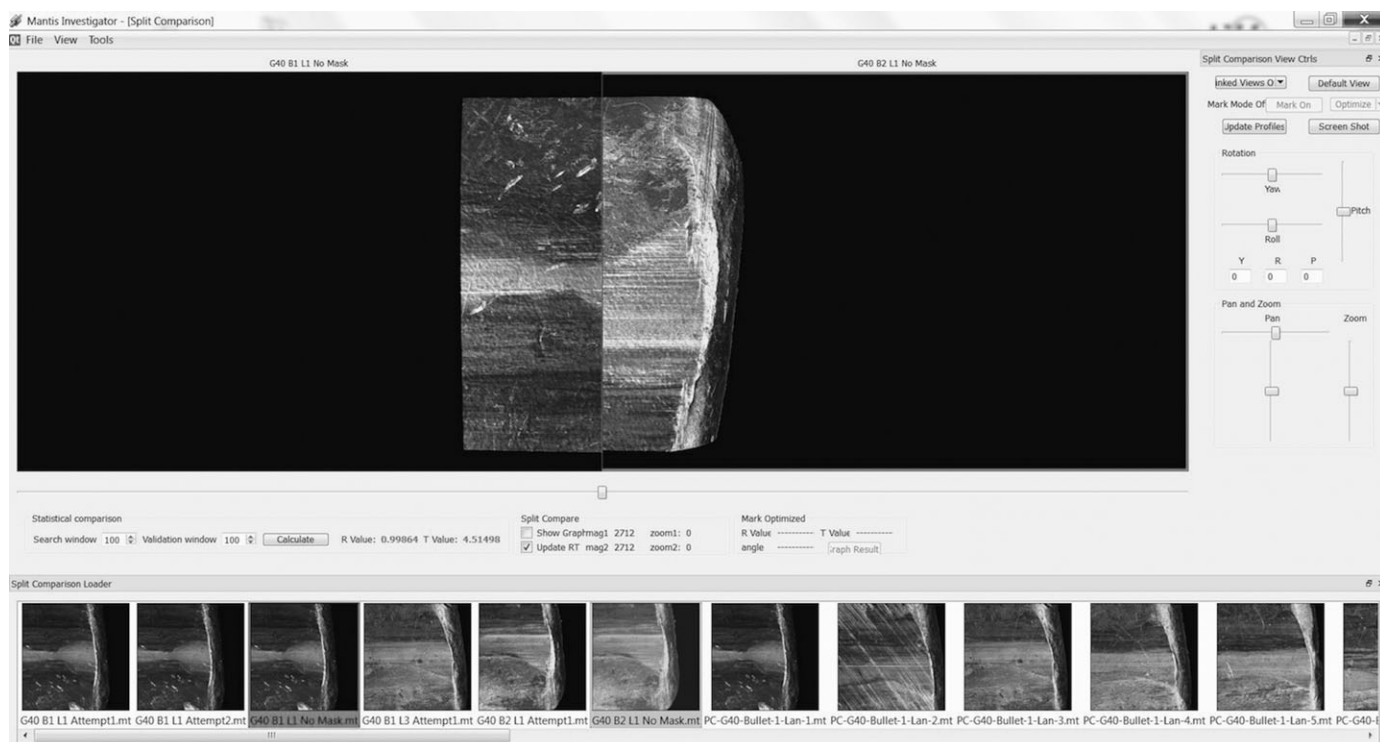 Mantis Investigator - [Split Comparison]
File View Tools
G40 B1 L1 No Mask
G40 B2 L1 No Mask
Split Comparison View Ctrls
inked Views O
Default View
Mark Mode Of
Mark On
Optimize
Update Profiles
Screen Shot
Rotation
Yaw
Pitch
Roll
Y R P
0 0 0
Pan and Zoom
Pan Zoom
Statistical comparison
Search window 100 Validation window 100 Calculate R Value: 0.99864 T Value: 4.51498
Split Compare
Show Graph mag1 2712 zoom1: 0
Update RT mag2 2712 zoom2: 0
Mark Optimized
R Value ---------- T Value ----------
angle ---------- Graph Result
Split Comparison Loader
G40 B1 L1 Attempt1.mt G40 B1 L1 Attempt2.mt G40 B1 L1 No Mask.mt G40 B1 L3 Attempt1.mt G40 B2 L1 Attempt1.mt G40 B2 L1 No Mask.mt PC-G40-Bullet-1-Lan-1.mt PC-G40-Bullet-1-Lan-2.mt PC-G40-Bullet-1-Lan-3.mt PC-G40-Bullet-1-Lan-4.mt PC-G40-Bullet-1-Lan-5.mt PC-G40-